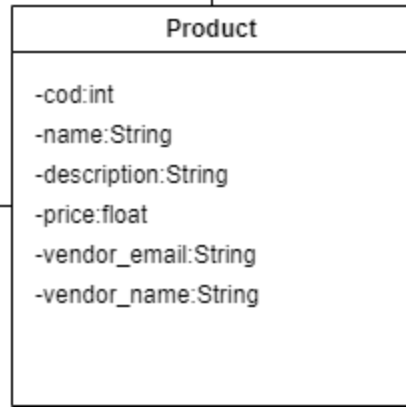 Product
-cod:int
-name:String
-description:String
-price:float
-vendor_email:String
-vendor_name:String